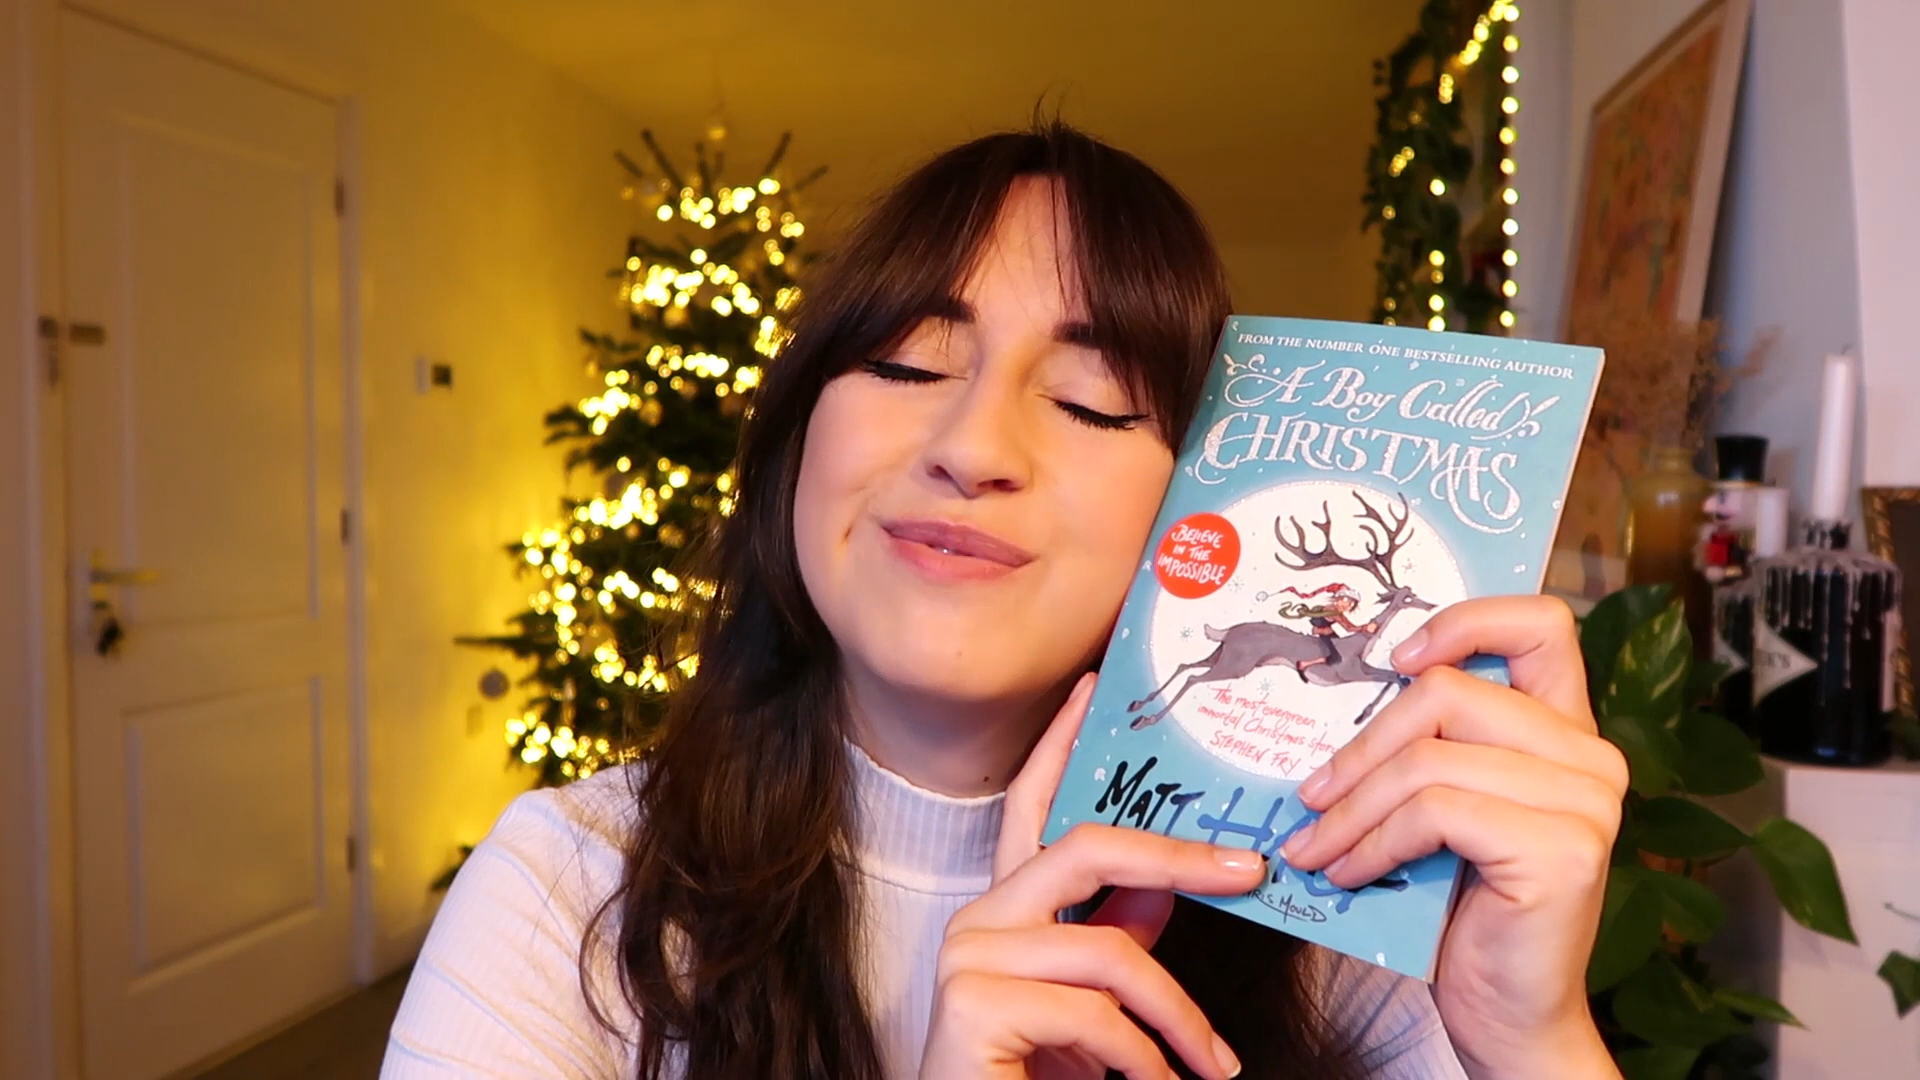 FROM THE NUMBER ONE BESTSELLING AUTHOR
A Boy Called
CHRISTMAS
BELIEVE
IN THE
IMPOSSIBLE
The most evergreen,
immortal Christmas story
STEPHEN FRY
MATT
MOULD